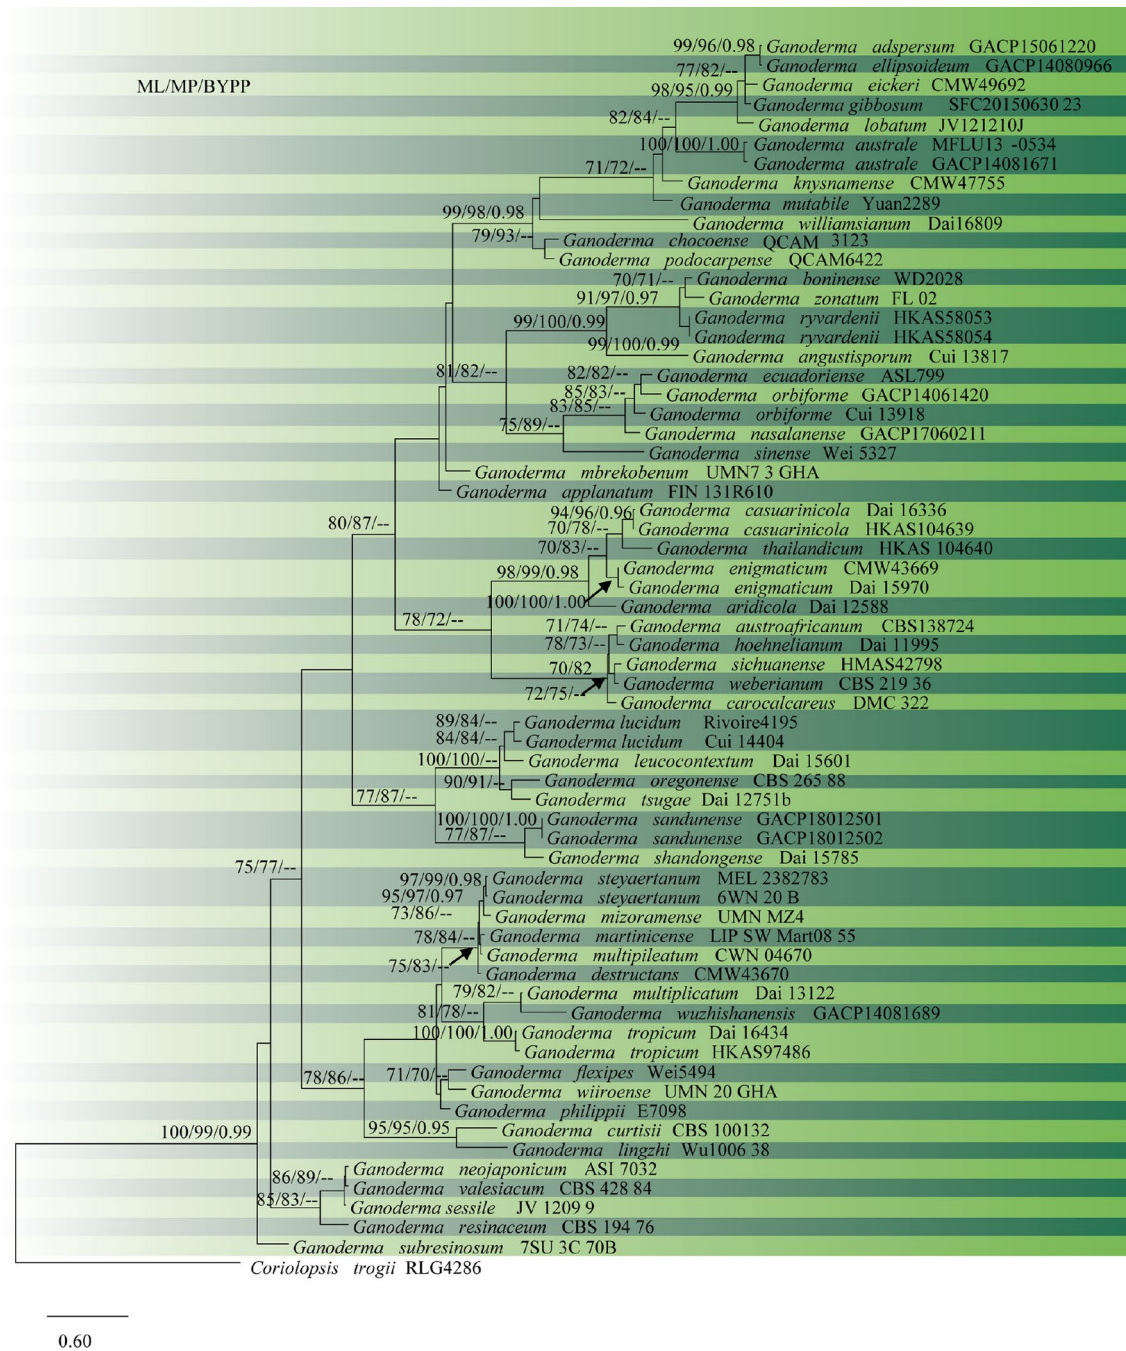 99/96/0.98 Ganoderma adspersum GACP15061220
Ganoderma ellipsoideum GACP14080966
77/82/--
ML/MP/BYPP
Ganoderma eickeri CMW49692
98/95/0.99
Ganoderma gibbosum SFC20150630 23
82/84/--
Ganoderma lobatum JV121210J
100/100/1.00 Ganoderma australe MFLU13 -0534
Ganoderma australe GACP14081671
71/72/--
Ganoderma knysnamense CMW47755
Ganoderma mutabile Yuan2289
99/98/0.98
Ganoderma williamsianum Dai16809
79/93/--
Ganoderma chocoense QCAM 3123
Ganoderma podocarpense QCAM6422
70/71/-- Ganoderma boninense WD2028
91/97/0.97 Ganoderma zonatum FL 02
99/100/0.99 Ganoderma ryvardenii HKAS58053
Ganoderma ryvardenii HKAS58054
99/100/0.99
Ganoderma angustisporum Cui 13817
81/82/--
82/82/-- Ganoderma ecuadoriense ASL799
85/83/-- Ganoderma orbiforme GACP14061420
83/85/-- Ganoderma orbiforme Cui 13918
75/89/-- Ganoderma nasalanense GACP17060211
Ganoderma sinense Wei 5327
Ganoderma mbrekobenum UMN7 3 GHA
Ganoderma applanatum FIN 131R610
94/96/0.96 Ganoderma casuarinicola Dai 16336
80/87/--
70/78/-- Ganoderma casuarinicola HKAS104639
70/83/-- Ganoderma thailandicum HKAS 104640
98/99/0.98 Ganoderma enigmaticum CMW43669
Ganoderma enigmaticum Dai 15970
100/100/1.00 Ganoderma aridicola Dai 12588
78/72/--
71/74/-- Ganoderma austroafricanum CBS138724
78/73/-- Ganoderma hoehnelianum Dai 11995
70/82 Ganoderma sichuanense HMAS42798
72/75/-- Ganoderma weberianum CBS 219 36
Ganoderma carocalcareus DMC 322
89/84/-- Ganoderma lucidum Rivoire4195
84/84/-- Ganoderma lucidum Cui 14404
100/100/-- Ganoderma leucocontextum Dai 15601
90/91/-- Ganoderma oregonense CBS 265 88
77/87/-- Ganoderma tsugae Dai 12751b
100/100/1.00 Ganoderma sandunense GACP18012501
77/87/-- Ganoderma sandunense GACP18012502
Ganoderma shandongense Dai 15785
75/77/--
97/99/0.98 Ganoderma steyaertanum MEL 2382783
95/97/0.97 Ganoderma steyaertanum 6WN 20 B
73/86/-- Ganoderma mizoramense UMN MZ4
78/84/-- Ganoderma martinicense LIP SW Mart08 55
Ganoderma multipileatum CWN 04670
75/83/-- Ganoderma destructans CMW43670
79/82/-- Ganoderma multiplicatum Dai 13122
81/78/-- Ganoderma wuzhishanensis GACP14081689
100/100/1.00 Ganoderma tropicum Dai 16434
Ganoderma tropicum HKAS97486
78/86/-- 71/70/-- Ganoderma flexipes Wei5494
Ganoderma wiiroense UMN 20 GHA
Ganoderma philippii E7098
100/99/0.99 95/95/0.95 Ganoderma curtisii CBS 100132
Ganoderma lingzhi Wu1006 38
86/89/-- Ganoderma neojaponicum ASI 7032
Ganoderma valesiacum CBS 428 84
85/83/-- Ganoderma sessile JV 1209 9
Ganoderma resinaceum CBS 194 76
Ganoderma subresinosum 7SU 3C 70B
Coriolopsis trogii RLG4286
0.60